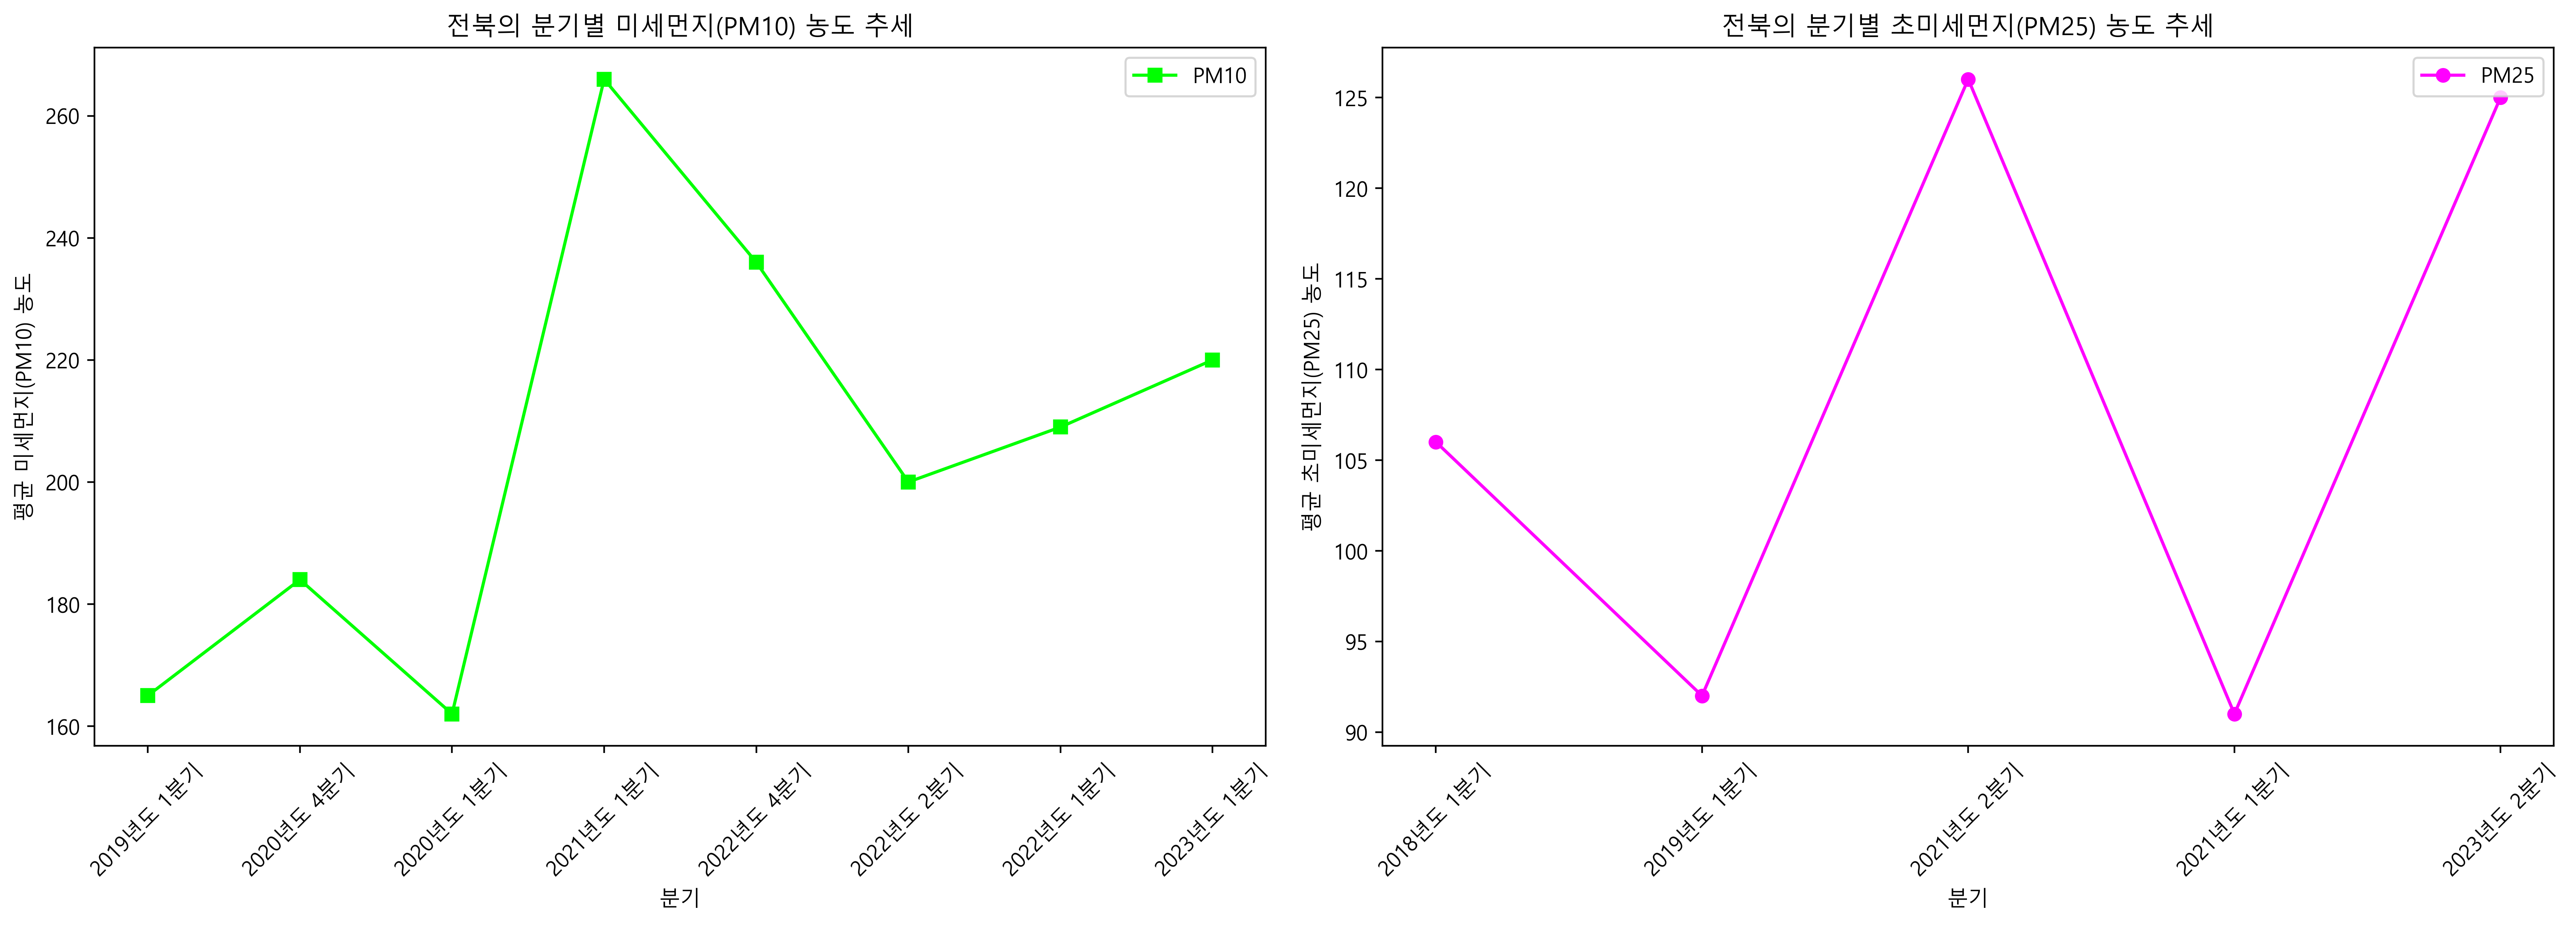 전북의 분기별 미세먼지(PM10) 농도 추세
PM10
평균 미세먼지(PM10) 농도
260
240
220
200
180
160
2019년도 1분기
2020년도 4분기
2020년도 1분기
2021년도 1분기
2022년도 4분기
2022년도 2분기
2022년도 1분기
2023년도 1분기
분기
전북의 분기별 초미세먼지(PM25) 농도 추세
PM25
평균 초미세먼지(PM25) 농도
125
120
115
110
105
100
95
90
2018년도 1분기
2019년도 1분기
2021년도 2분기
2021년도 1분기
2023년도 2분기
분기